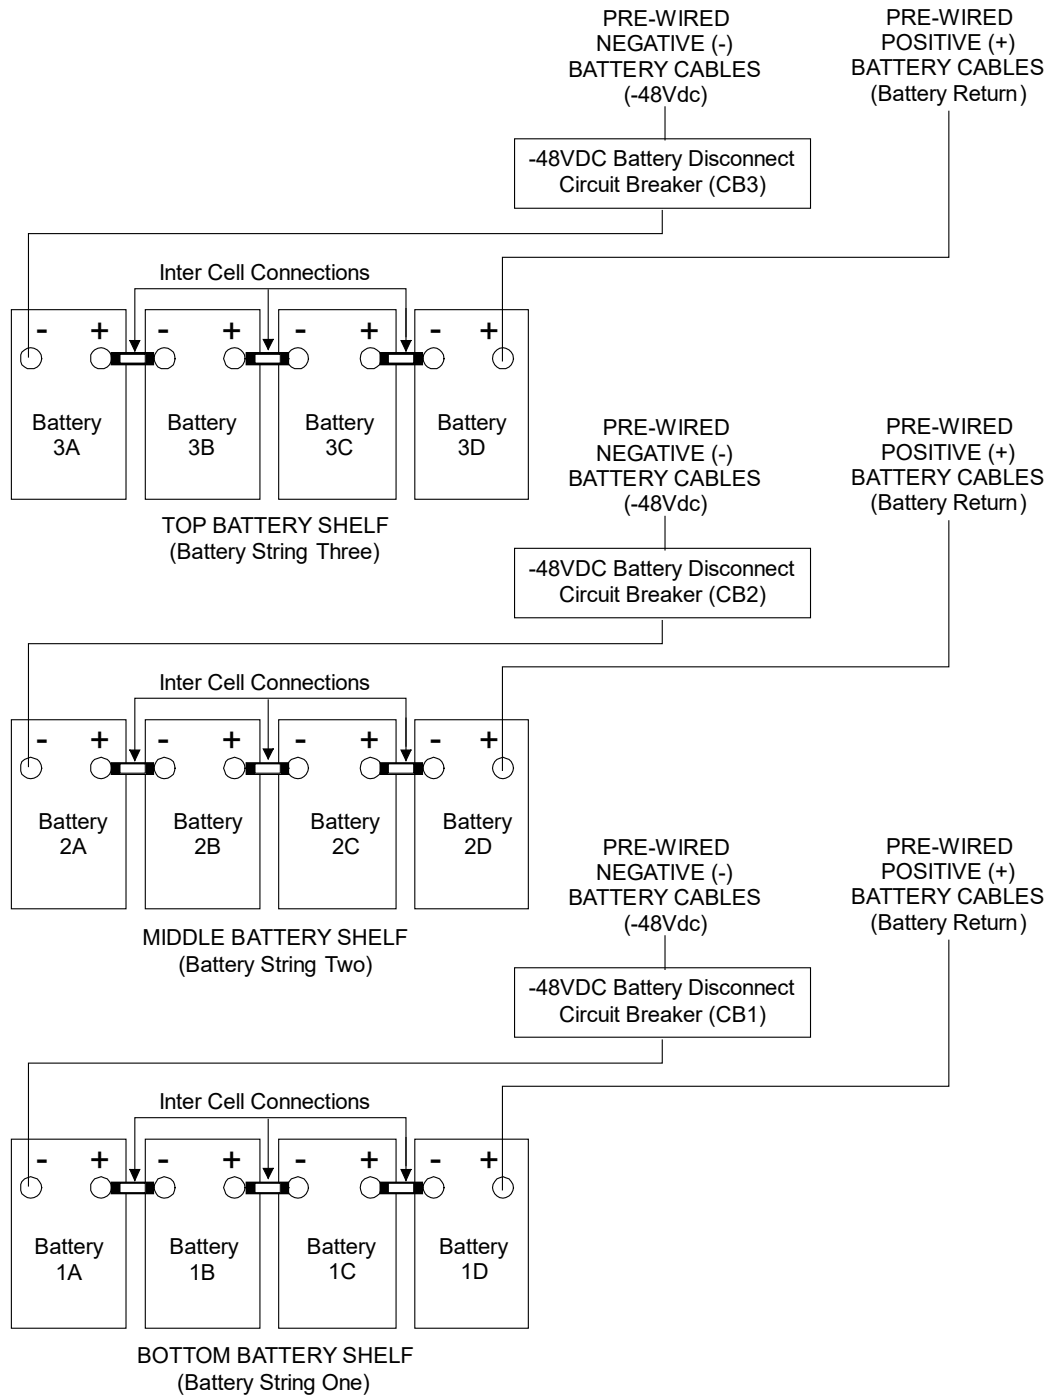 PRE-WIRED
NEGATIVE (-)
BATTERY CABLES
(-48Vdc)
PRE-WIRED
POSITIVE (+)
BATTERY CABLES
(Battery Return)
-48VDC Battery Disconnect
Circuit Breaker (CB3)
Inter Cell Connections
- + - + - + - +
Battery
3A
Battery
3B
Battery
3C
Battery
3D
TOP BATTERY SHELF
(Battery String Three)
PRE-WIRED
NEGATIVE (-)
BATTERY CABLES
(-48Vdc)
PRE-WIRED
POSITIVE (+)
BATTERY CABLES
(Battery Return)
-48VDC Battery Disconnect
Circuit Breaker (CB2)
Inter Cell Connections
- + - + - + - +
Battery
2A
Battery
2B
Battery
2C
Battery
2D
MIDDLE BATTERY SHELF
(Battery String Two)
PRE-WIRED
NEGATIVE (-)
BATTERY CABLES
(-48Vdc)
PRE-WIRED
POSITIVE (+)
BATTERY CABLES
(Battery Return)
-48VDC Battery Disconnect
Circuit Breaker (CB1)
Inter Cell Connections
- + - + - + - +
Battery
1A
Battery
1B
Battery
1C
Battery
1D
BOTTOM BATTERY SHELF
(Battery String One)